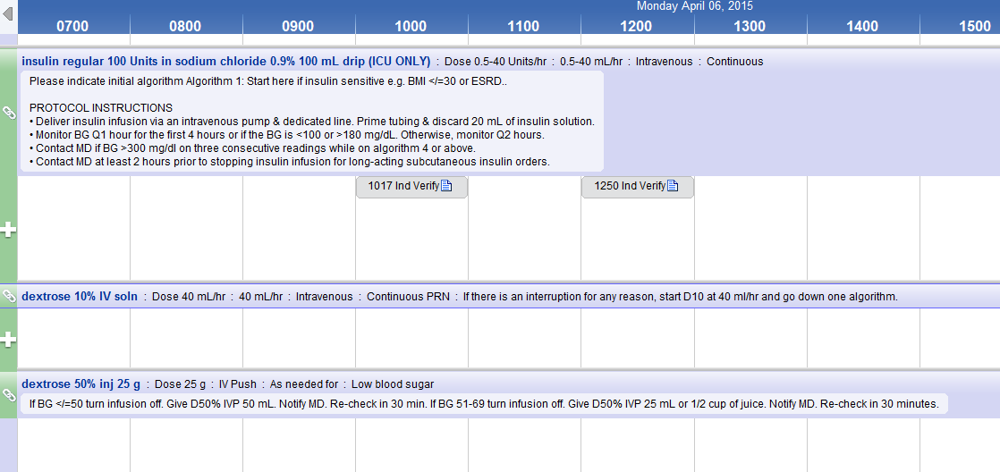 Monday April 06, 2015
0700 0800 0900 1000 1100 1200 1300 1400 1500
insulin regular 100 Units in sodium chloride 0.9% 100 mL drip (ICU ONLY) : Dose 0.5-40 Units/hr : 0.5-40 mL/hr : Intravenous : Continuous
Please indicate initial algorithm Algorithm 1: Start here if insulin sensitive e.g. BMI </=30 or ESRD..
PROTOCOL INSTRUCTIONS
• Deliver insulin infusion via an intravenous pump & dedicated line. Prime tubing & discard 20 mL of insulin solution.
• Monitor BG Q1 hour for the first 4 hours or if the BG is <100 or >180 mg/dL. Otherwise, monitor Q2 hours.
• Contact MD if BG >300 mg/dl on three consecutive readings while on algorithm 4 or above.
• Contact MD at least 2 hours prior to stopping insulin infusion for long-acting subcutaneous insulin orders.
1017 Ind Verify 1250 Ind Verify
dextrose 10% IV soln : Dose 40 mL/hr : 40 mL/hr : Intravenous : Continuous PRN : If there is an interruption for any reason, start D10 at 40 ml/hr and go down one algorithm.
dextrose 50% inj 25 g : Dose 25 g : IV Push : As needed for : Low blood sugar
If BG </=50 turn infusion off. Give D50% IVP 50 mL. Notify MD. Re-check in 30 min. If BG 51-69 turn infusion off. Give D50% IVP 25 mL or 1/2 cup of juice. Notify MD. Re-check in 30 minutes.